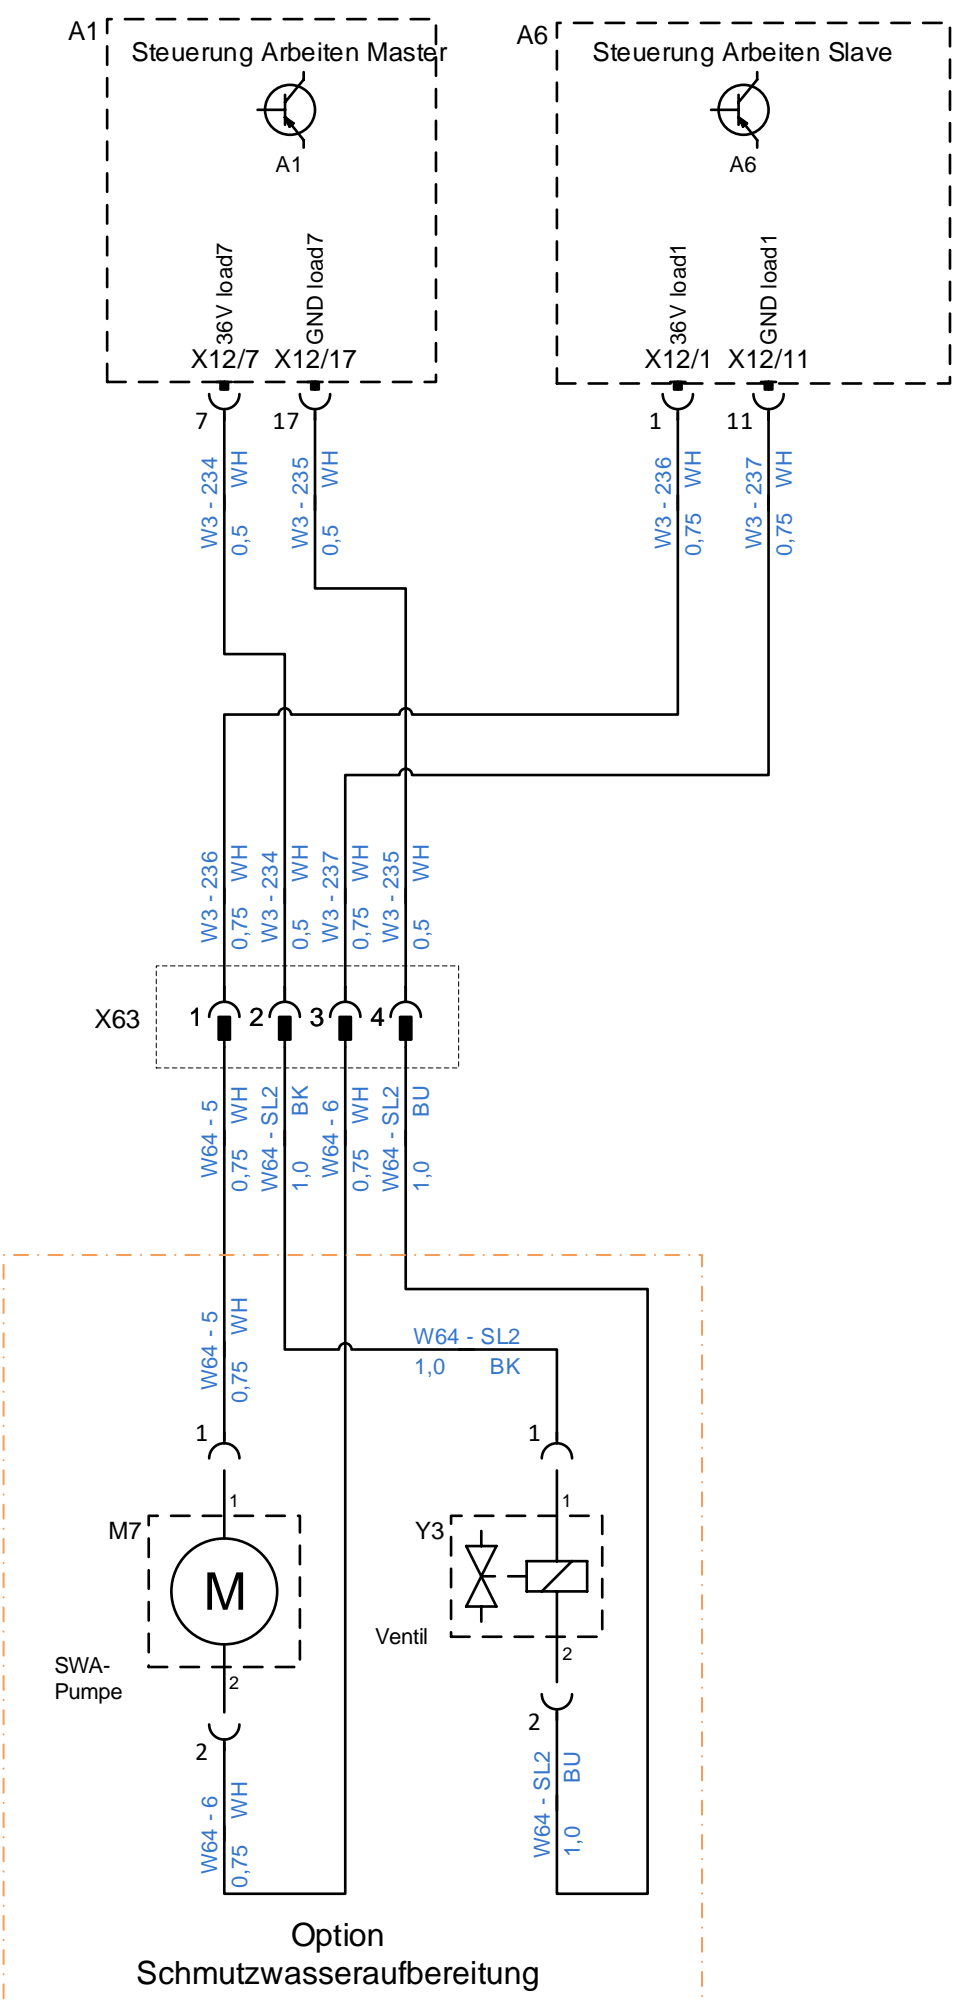 A1
Steuerung Arbeiten Master
A6
Steuerung Arbeiten Slave
A1
A6
36V load7
GND load7
36V load1
GND load1
X12/7
X12/17
X12/1
X12/11
7
17
1
11
W3 - 234
WH
0,5
W3 - 235
WH
0,5
W3 - 236
WH
0,75
W3 - 237
WH
0,75
W3 - 236
WH
0,75
W3 - 234
WH
0,5
W3 - 237
WH
0,75
W3 - 235
WH
0,5
X63
1
2
3
4
W64 - 5
WH
0,75
W64 - SL2
BK
1,0
W64 - 6
WH
0,75
W64 - SL2
BU
1,0
W64 - 5
WH
0,75
W64 - SL2
1,0 BK
1
1
1
1
M7
Y3
M
Ventil
SWA-
Pumpe
2
2
2
2
W64 - 6
WH
0,75
W64 - SL2
BU
1,0
Option
Schmutzwasseraufbereitung